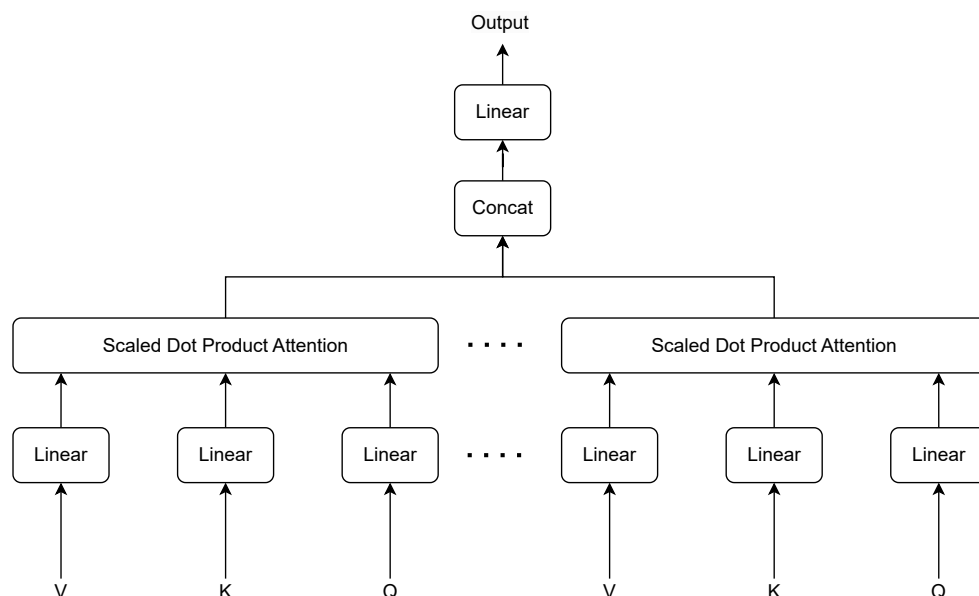 Output
Linear
Concat
Scaled Dot Product Attention
. . . .
Scaled Dot Product Attention
Linear
Linear
Linear
. . . .
Linear
Linear
Linear
V
K
Q
V
K
Q